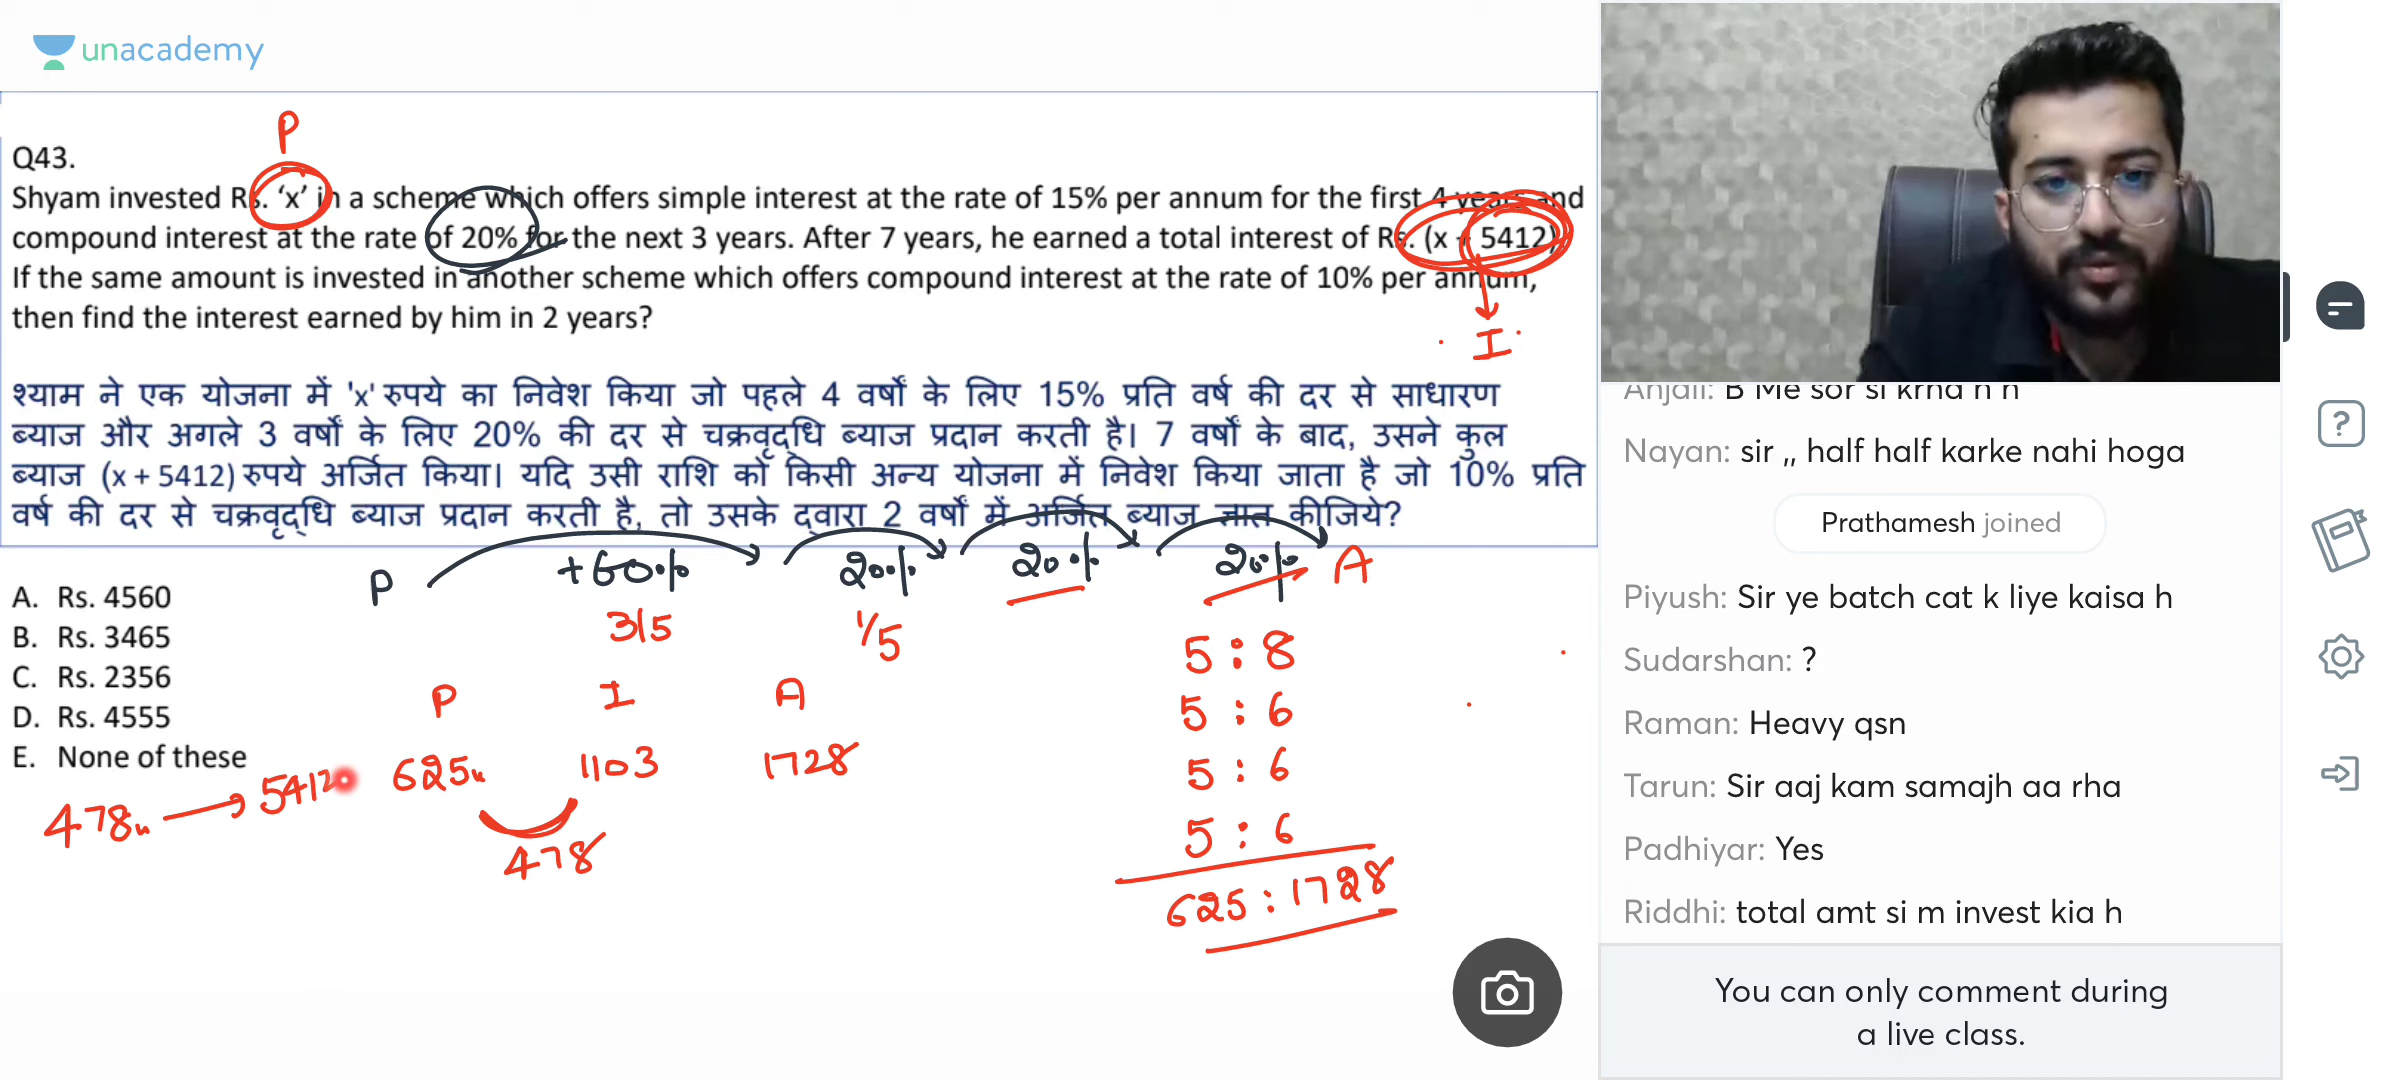 unacademy
P
Q43.
Shyam invested Rs. ‘x’ in a scheme which offers simple interest at the rate of 15% per annum for the first 4 years and
compound interest at the rate of 20% for the next 3 years. After 7 years, he earned a total interest of Rs. (x + 5412).
If the same amount is invested in another scheme which offers compound interest at the rate of 10% per annum,
then find the interest earned by him in 2 years?
I
श्याम ने एक योजना में 'x' रुपये का निवेश किया जो पहले 4 वर्षों के लिए 15% प्रति वर्ष की दर से साधारण
ब्याज और अगले 3 वर्षों के लिए 20% की दर से चक्रवृद्धि ब्याज प्रदान करती है। 7 वर्षों के बाद, उसने कुल
ब्याज (x + 5412) रुपये अर्जित किया। यदि उसी राशि को किसी अन्य योजना में निवेश किया जाता है जो 10% प्रति
वर्ष की दर से चक्रवृद्धि ब्याज प्रदान करती है, तो उसके द्वारा 2 वर्षों में अर्जित ब्याज ज्ञात कीजिये?
P +60% 20% 20% 20% A
3/5 1/5
A. Rs. 4560
B. Rs. 3465
C. Rs. 2356
D. Rs. 4555
E. None of these
P I A
625u 1103 1728
478
478u → 5412
5 : 8
5 : 6
5 : 6
5 : 6
625 : 1728
Anjali: B Me sor si krna h n
Nayan: sir ,, half half karke nahi hoga
Prathamesh joined
Piyush: Sir ye batch cat k liye kaisa h
Sudarshan: ?
Raman: Heavy qsn
Tarun: Sir aaj kam samajh aa rha
Padhiyar: Yes
Riddhi: total amt si m invest kia h
You can only comment during
a live class.
?